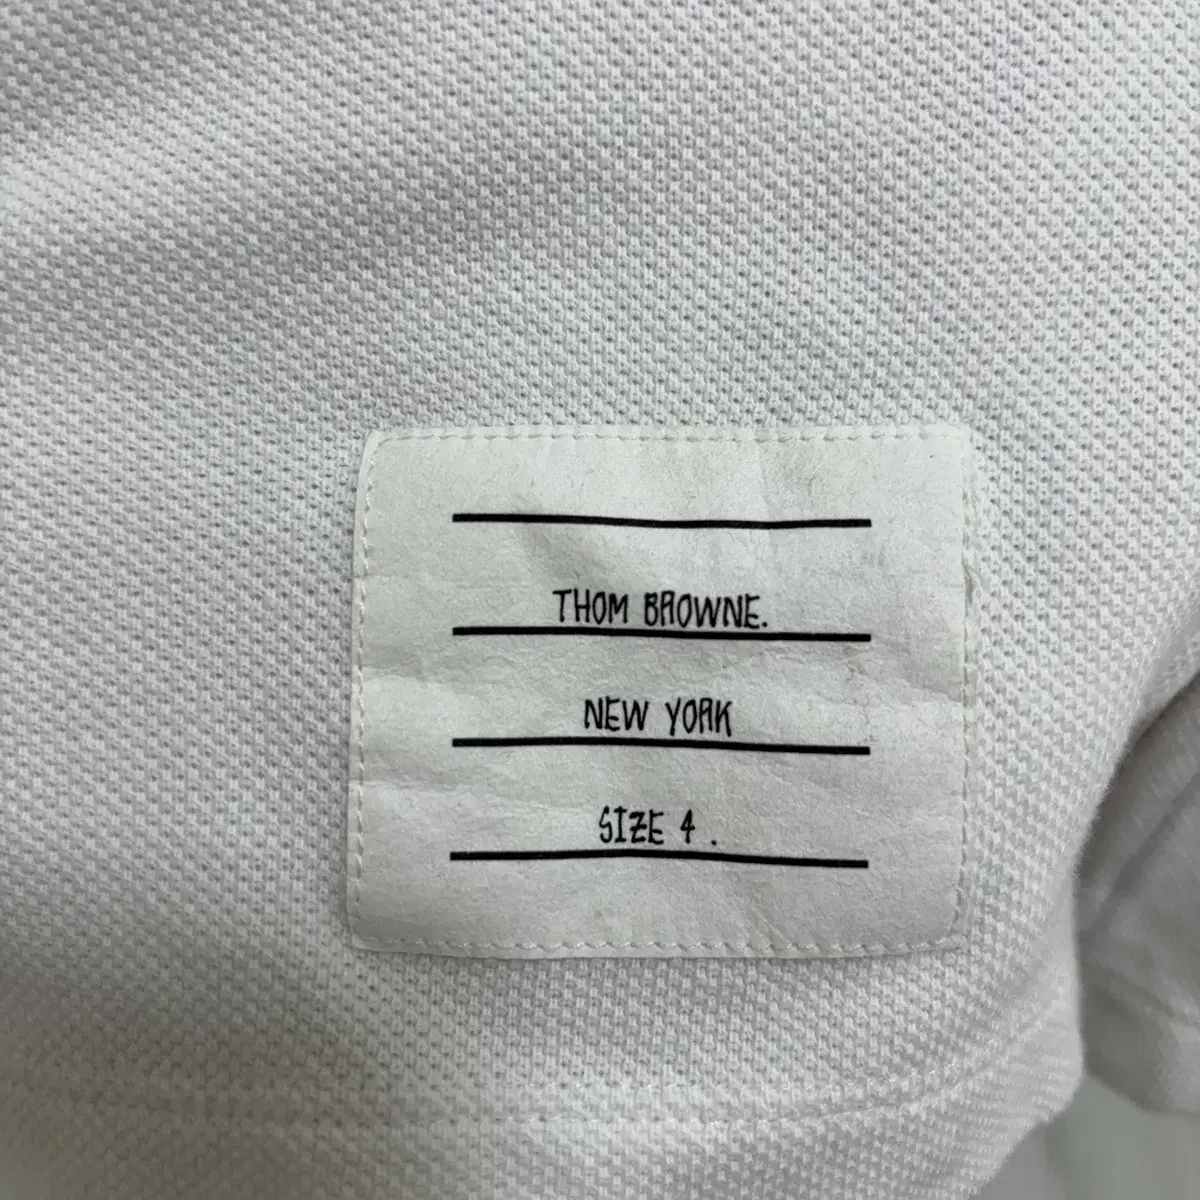 THOM BROWNE.
NEW YORK
SIZE 4 .